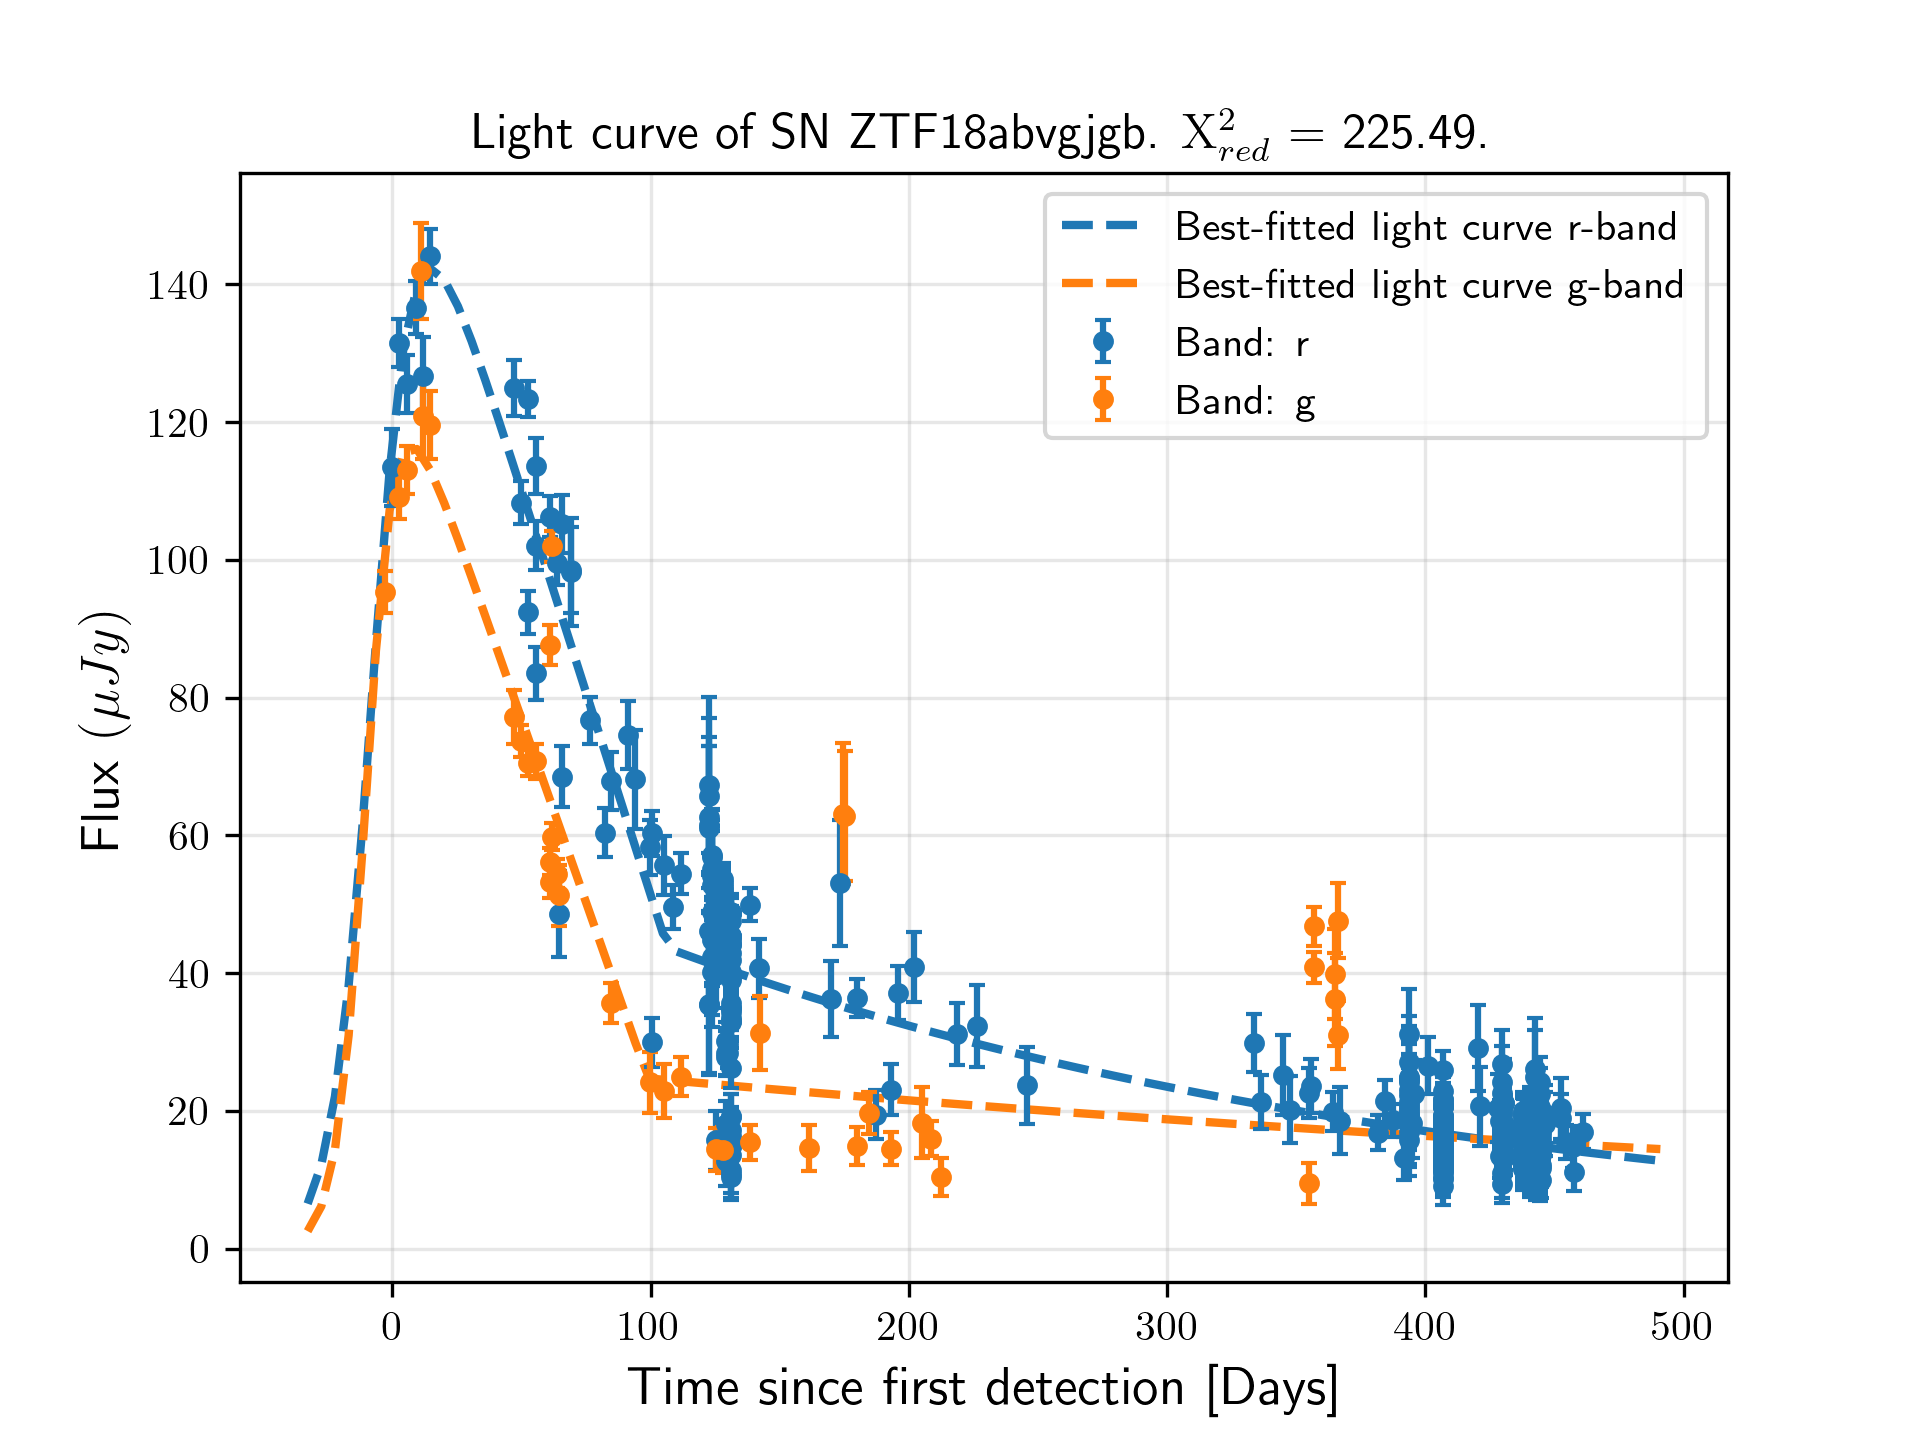 Light curve of SN ZTF18abvgjgb. X²_red = 225.49.
Best-fitted light curve r-band
Best-fitted light curve g-band
Band: r
Band: g
140
120
100
80
60
40
20
0
Flux (μJy)
0 100 200 300 400 500
Time since first detection [Days]